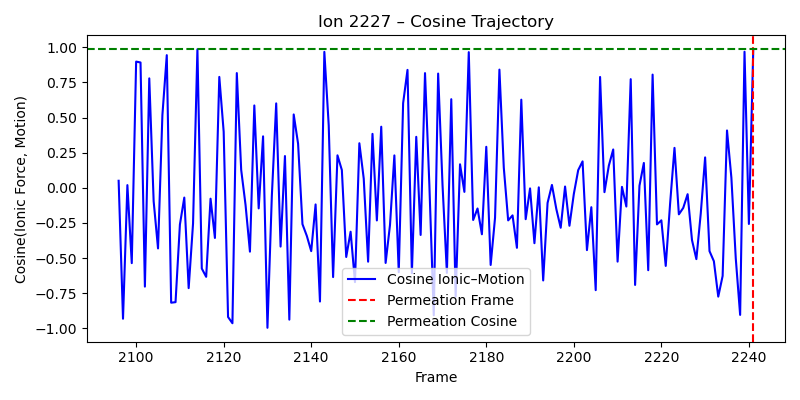 Ion 2227 – Cosine Trajectory
Cosine(Ionic Force, Motion)
1.00
0.75
0.50
0.25
0.00
−0.25
−0.50
−0.75
−1.00
Cosine Ionic–Motion
Permeation Frame
Permeation Cosine
2100
2120
2140
2160
2180
2200
2220
2240
Frame